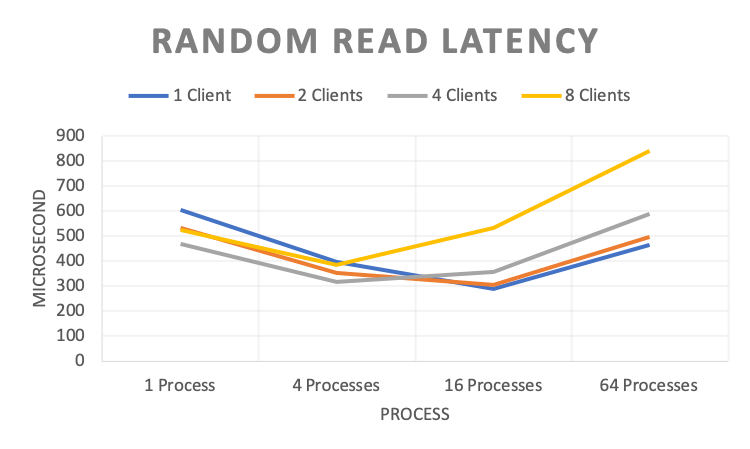 RANDOM READ LATENCY
1 Client 2 Clients 4 Clients 8 Clients
900
800
700
600
500
400
300
200
100
0
MICROSECOND
1 Process 4 Processes 16 Processes 64 Processes
PROCESS